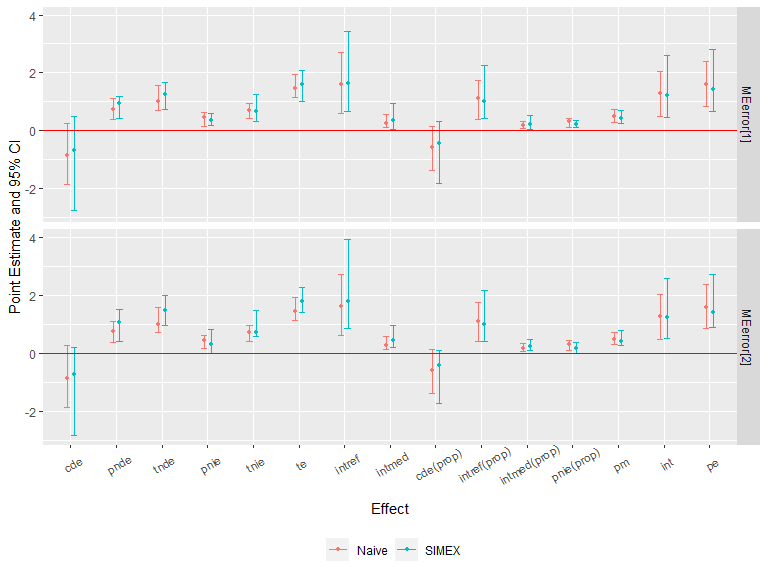 Point Estimate and 95% CI
4
2
0
-2
MEerror[1]
4
2
0
-2
MEerror[2]
cde
pnde
tnde
pnie
tnie
te
intref
intmed
cde(prop)
intref(prop)
intmed(prop)
pnie(prop)
pm
int
pe
Effect
Naive
SIMEX